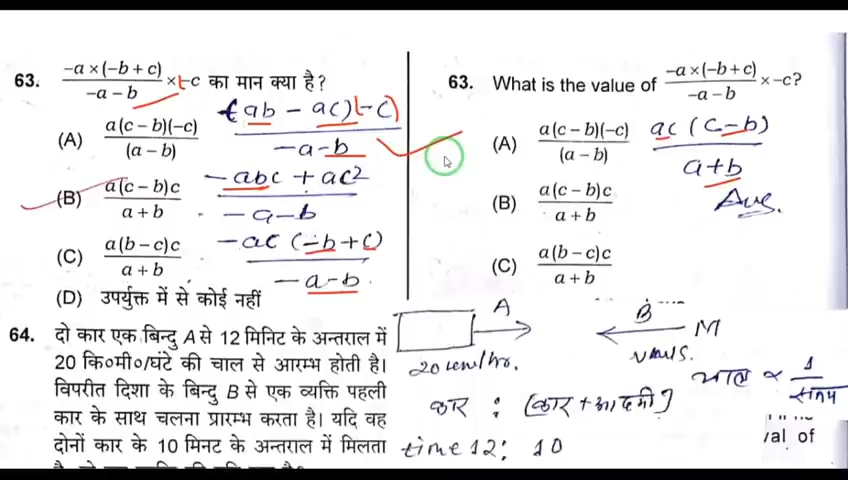 63. (-a × (-b + c))/(-a - b) × -c का मान क्या है?
(A) (a(c - b)(-c))/((a - b))
(B) (a(c - b)c)/(a + b)
(C) (a(b - c)c)/(a + b)
(D) उपर्युक्त में से कोई नहीं
(ab - ac)(-c)
-a-b
-abc + ac²
-a-b
-ac (-b+c)
-a-b
63. What is the value of (-a × (-b + c))/(-a - b) × -c?
(A) (a(c - b)(-c))/((a - b))
(B) (a(c - b)c)/(a + b)
(C) (a(b - c)c)/(a + b)
ac (c-b)
a+b
Ans.
64. दो कार एक बिन्दु A से 12 मिनिट के अन्तराल में
20 कि०मी०/घंटे की चाल से आरम्भ होती है।
विपरीत दिशा के बिन्दु B से एक व्यक्ति पहली
कार के साथ चलना प्रारम्भ करता है। यदि वह
दोनों कार के 10 मिनट के अन्तराल में मिलता
A
B
M
20 km/hr.
चाल ∝ 1/समय
कार : (कार+आदमी)
time 12: 10
val of